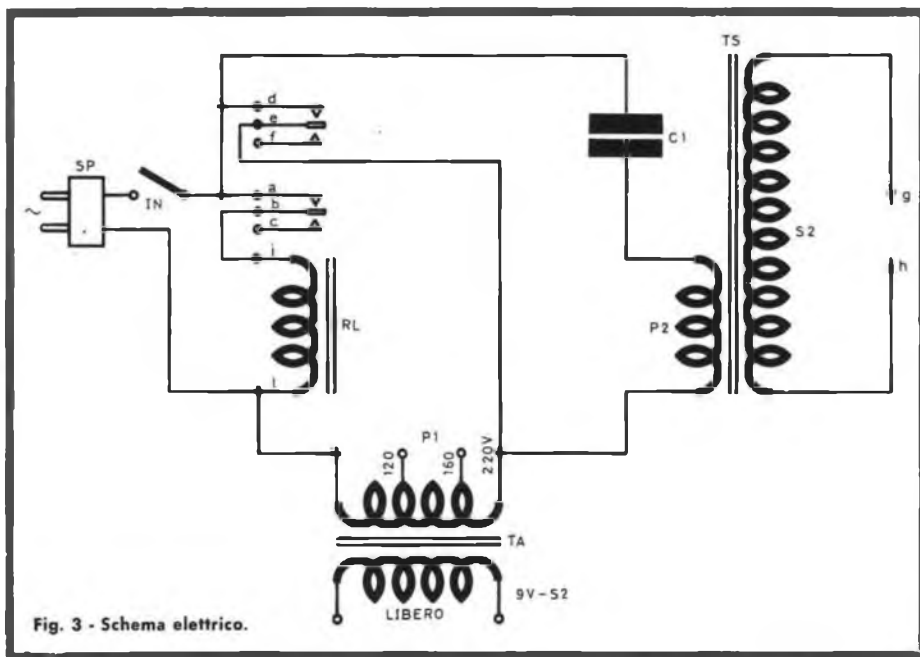 TS
d
e
f
C1
SP
a
IN
b
c
g
S2
h
i
RL
P2
l
P1
120
160
220V
TA
9V-S2
LIBERO
Fig. 3 - Schema elettrico.